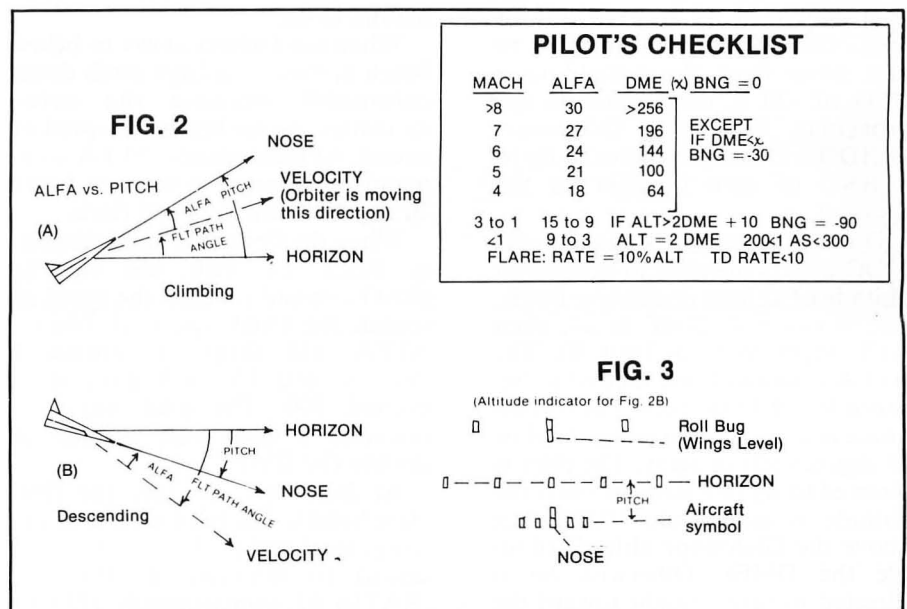 PILOT'S CHECKLIST
MACH ALFA DME (x) BNG = 0
>8 30 >256
7 27 196
6 24 144
5 21 100
4 18 64
EXCEPT
IF DME<x
BNG = -30
3 to 1 15 to 9 IF ALT>2DME + 10 BNG = -90
<1 9 to 3 ALT = 2 DME 200<1 AS<300
FLARE: RATE = 10%ALT TD RATE<10
FIG. 2
ALFA vs. PITCH
(A)
NOSE
ALFA
PITCH
VELOCITY
(Orbiter is moving
this direction)
FLT PATH
ANGLE
HORIZON
Climbing
(B)
HORIZON
PITCH
ALFA
FLT PATH ANGLE
NOSE
Descending
VELOCITY
FIG. 3
(Altitude indicator for Fig. 2B)
Roll Bug
(Wings Level)
HORIZON
PITCH
Aircraft
symbol
NOSE